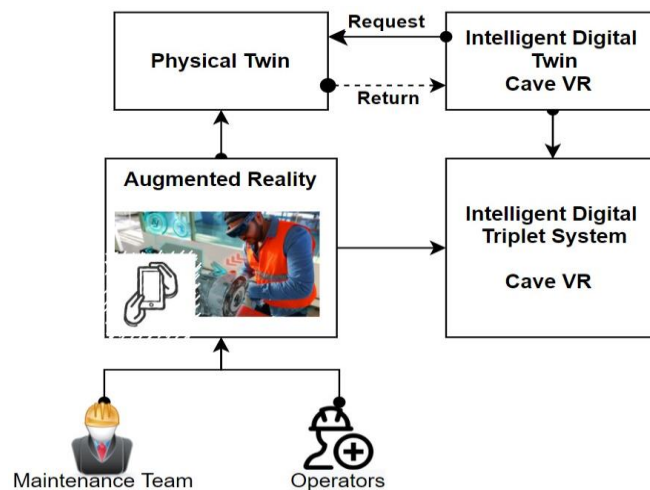 Request
Physical Twin
Intelligent Digital
Twin
Cave VR
Return
Augmented Reality
Intelligent Digital
Triplet System
Cave VR
Maintenance Team
Operators